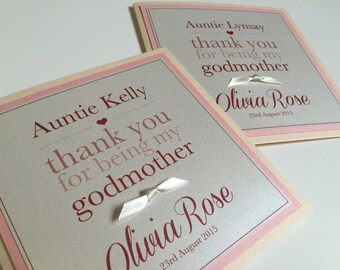 Auntie Lynsay
thank you
for being my
godmother
Olivia Rose
23rd August 2015
Auntie Kelly
thank you
for being my
godmother
Olivia Rose
23rd August 2015